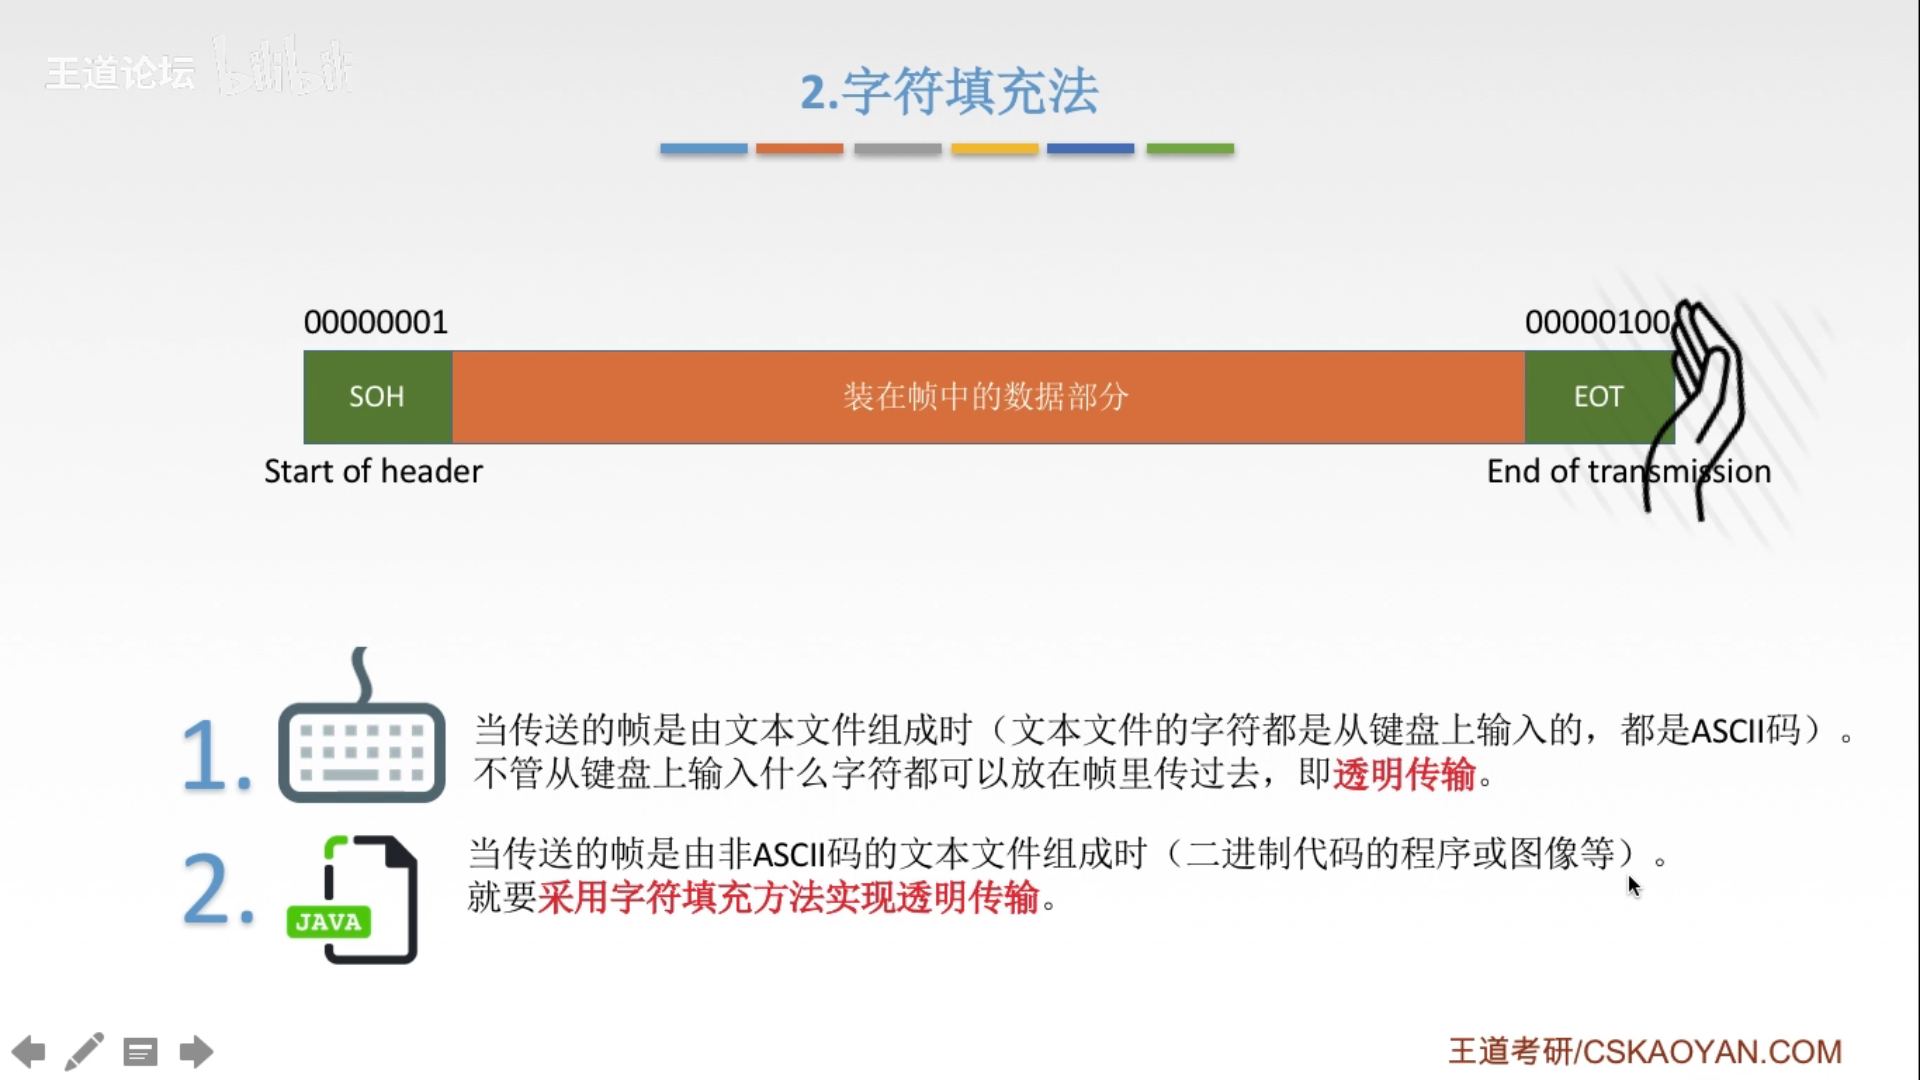 王道论坛 bilibili
2.字符填充法
00000001
00000100
SOH
装在帧中的数据部分
EOT
Start of header
End of transmission
1.
当传送的帧是由文本文件组成时（文本文件的字符都是从键盘上输入的，都是ASCII码）。
不管从键盘上输入什么字符都可以放在帧里传过去，即透明传输。
2.
JAVA
当传送的帧是由非ASCII码的文本文件组成时（二进制代码的程序或图像等）。
就要采用字符填充方法实现透明传输。
王道考研/CSKAOYAN.COM